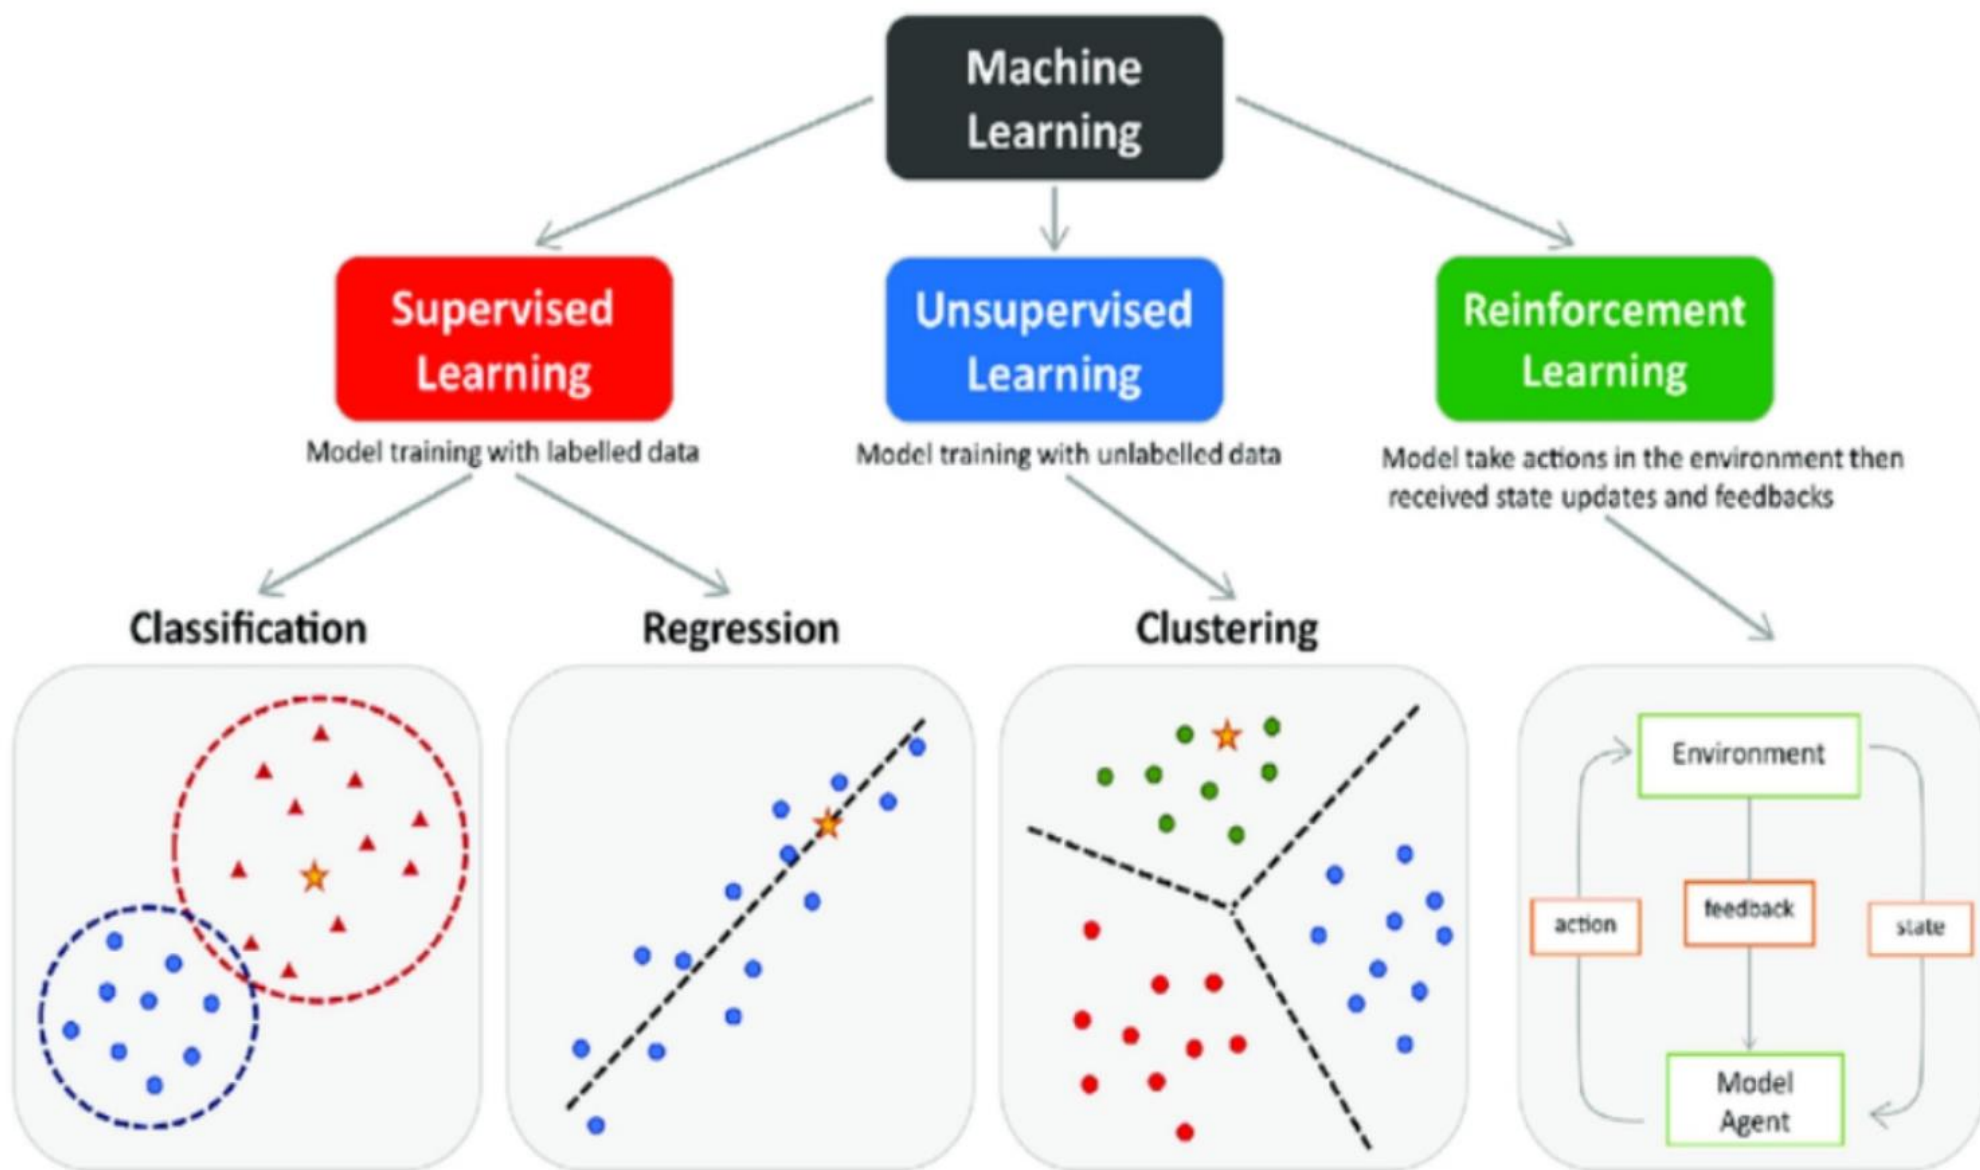 Machine
Learning
Supervised
Learning
Unsupervised
Learning
Reinforcement
Learning
Model training with labelled data
Model training with unlabelled data
Model take actions in the environment then
received state updates and feedbacks
Classification
Regression
Clustering
Environment
action
feedback
state
Model
Agent